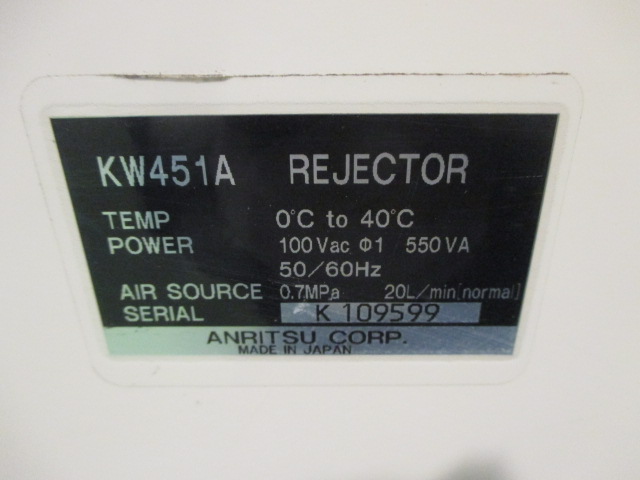 KW451A REJECTOR
TEMP 0°C to 40°C
POWER 100Vac Φ1 550VA
50/60Hz
AIR SOURCE 0.7MPa 20L/min[normal]
SERIAL K 109599
ANRITSU CORP.
MADE IN JAPAN